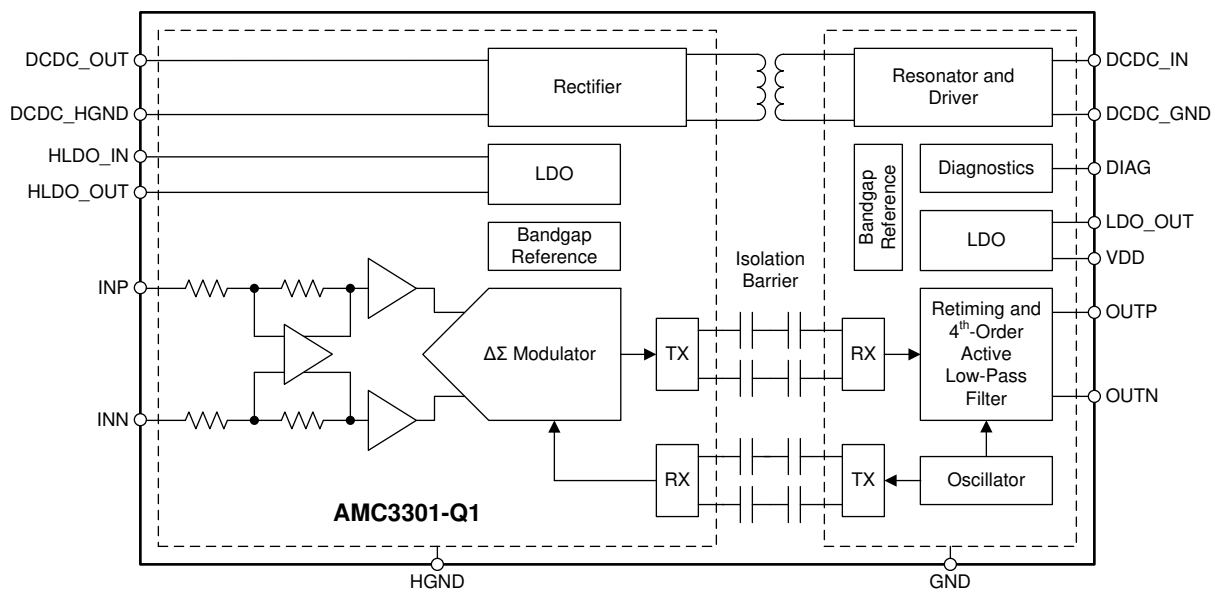 DCDC_OUT
DCDC_HGND
HLDO_IN
HLDO_OUT
INP
INN
Rectifier
LDO
Bandgap
Reference
ΔΣ Modulator
TX
RX
AMC3301-Q1
HGND
Isolation
Barrier
Resonator and
Driver
Bandgap
Reference
Diagnostics
LDO
RX
Retiming and
4th-Order
Active
Low-Pass
Filter
TX
Oscillator
GND
DCDC_IN
DCDC_GND
DIAG
LDO_OUT
VDD
OUTP
OUTN